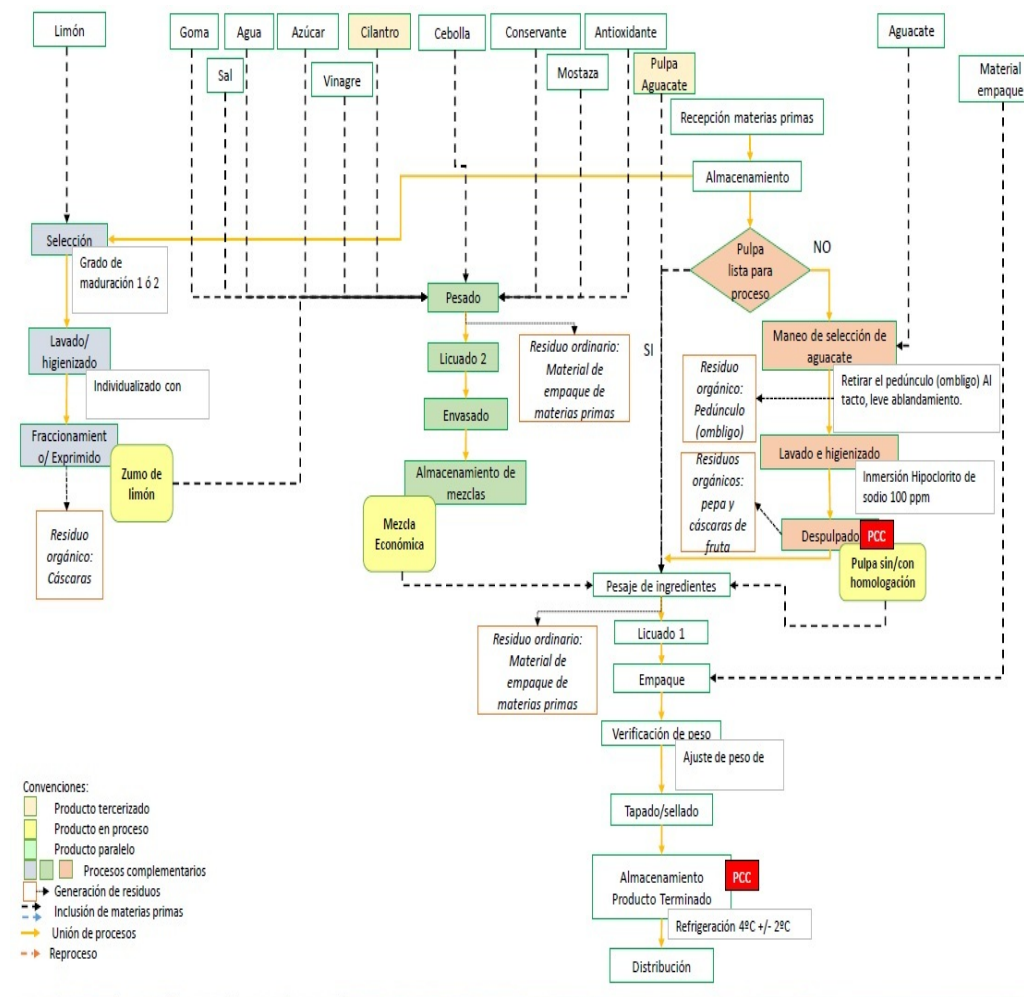 Limón
Goma
Agua
Azúcar
Cilantro
Cebolla
Conservante
Antioxidante
Aguacate
Sal
Vinagre
Mostaza
Pulpa
Aguacate
Material
empaque
Recepción materias primas
Almacenamiento
Selección
Grado de
maduración 1 ó 2
Pulpa
lista para
proceso
NO
SI
Pesado
Lavado/
higienizado
Individualizado con
Licuado 2
Residuo ordinario:
Material de
empaque de
materias primas
Maneo de selección de
aguacate
Residuo
orgánico:
Pedúnculo
(ombligo)
Retirar el pedúnculo (ombligo) Al
tacto, leve ablandamiento.
Envasado
Fraccionamient
o/ Exprimido
Zumo de
limón
Almacenamiento de
mezclas
Lavado e higienizado
Inmersión Hipoclorito de
sodio 100 ppm
Residuos
orgánicos:
pepa y
cáscaras de
fruta
Residuo
orgánico:
Cáscaras
Mezcla
Económica
Despulpado
PCC
Pulpa sin/con
homologación
Pesaje de ingredientes
Residuo ordinario:
Material de
empaque de
materias primas
Licuado 1
Empaque
Verificación de peso
Ajuste de peso de
Tapado/sellado
Almacenamiento
Producto Terminado
PCC
Refrigeración 4ºC +/- 2ºC
Distribución
Convenciones:
Producto tercerizado
Producto en proceso
Producto paralelo
Procesos complementarios
Generación de residuos
Inclusión de materias primas
Unión de procesos
Reproceso